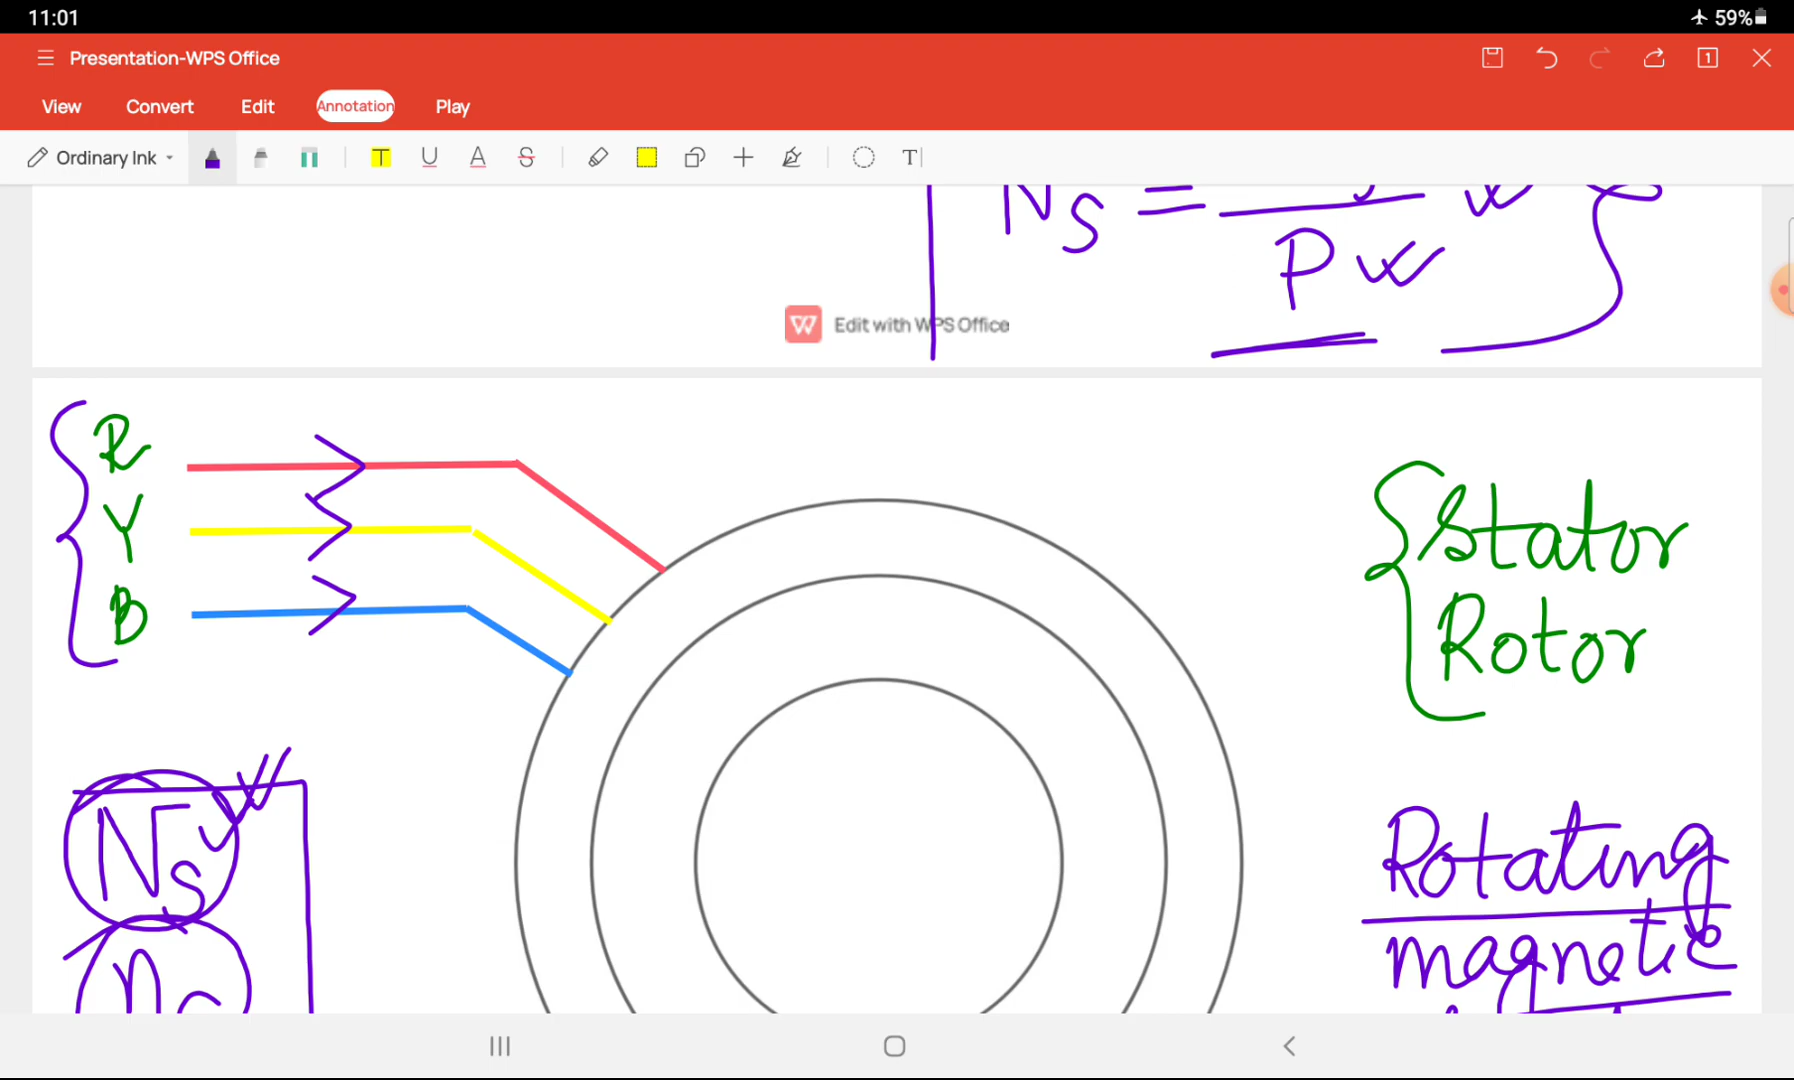 11:01 59%
Presentation-WPS Office 1
View Convert Edit Annotation Play
Ordinary Ink T U A S T
Ns =
P
Edit with WPS Office
R
Y
B
Stator
Rotor
Ns
Rotating
magnetic